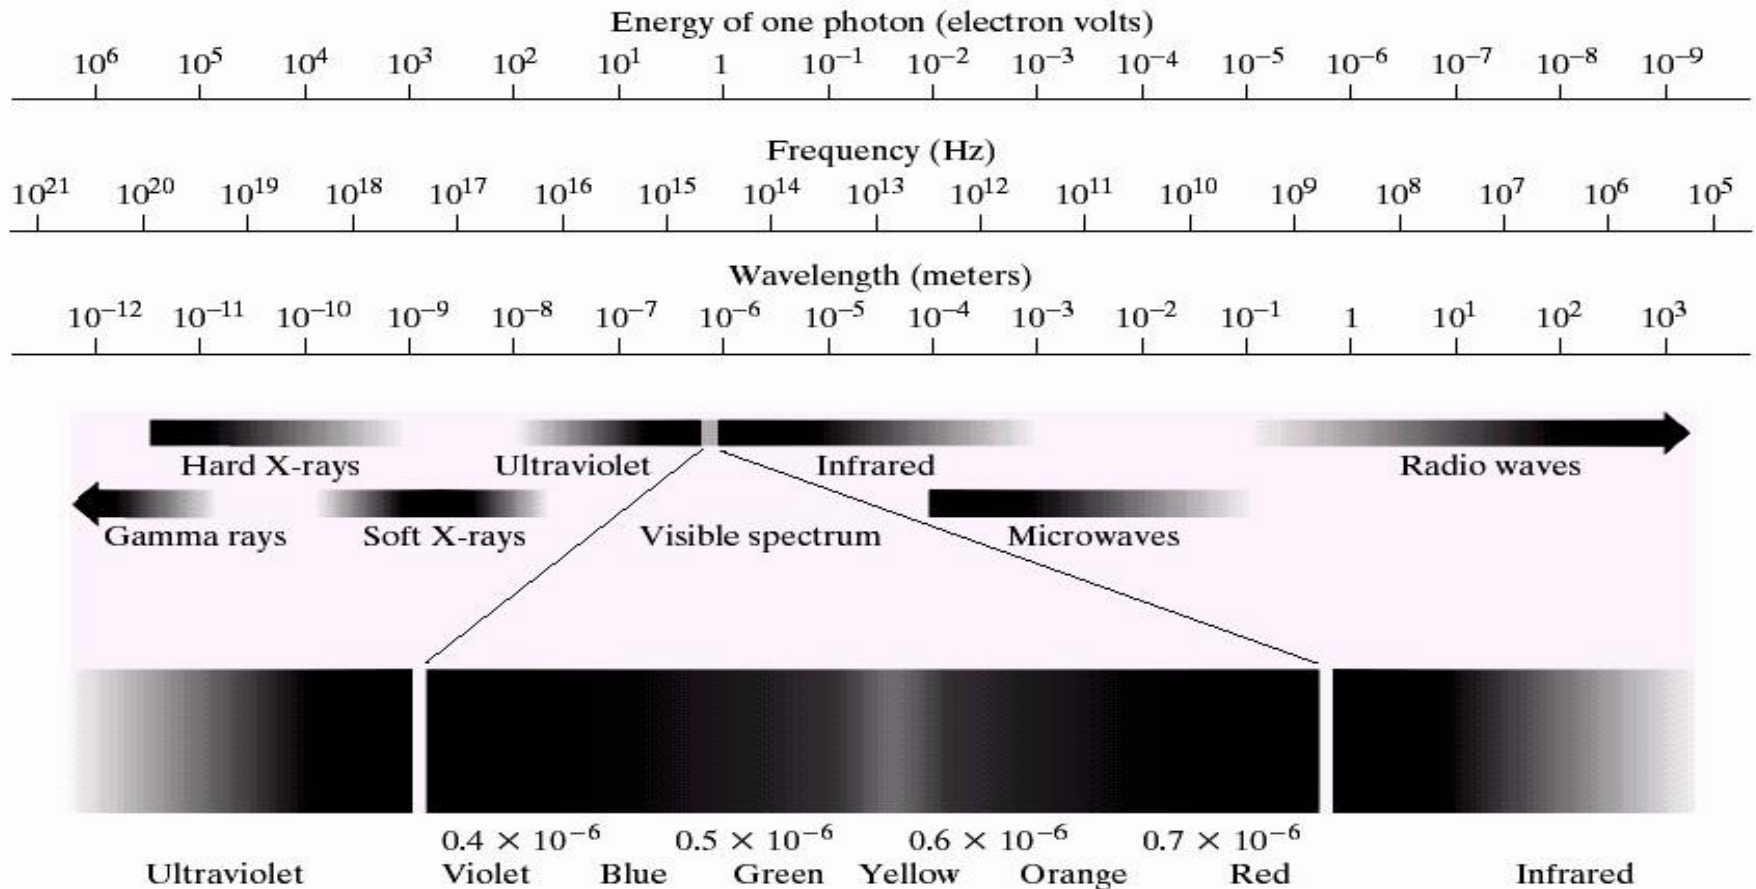 Energy of one photon (electron volts)
10⁶ 10⁵ 10⁴ 10³ 10² 10¹ 1 10⁻¹ 10⁻² 10⁻³ 10⁻⁴ 10⁻⁵ 10⁻⁶ 10⁻⁷ 10⁻⁸ 10⁻⁹
Frequency (Hz)
10²¹ 10²⁰ 10¹⁹ 10¹⁸ 10¹⁷ 10¹⁶ 10¹⁵ 10¹⁴ 10¹³ 10¹² 10¹¹ 10¹⁰ 10⁹ 10⁸ 10⁷ 10⁶ 10⁵
Wavelength (meters)
10⁻¹² 10⁻¹¹ 10⁻¹⁰ 10⁻⁹ 10⁻⁸ 10⁻⁷ 10⁻⁶ 10⁻⁵ 10⁻⁴ 10⁻³ 10⁻² 10⁻¹ 1 10¹ 10² 10³
Hard X-rays Ultraviolet Infrared Radio waves
Gamma rays Soft X-rays Visible spectrum Microwaves
0.4 × 10⁻⁶ 0.5 × 10⁻⁶ 0.6 × 10⁻⁶ 0.7 × 10⁻⁶
Ultraviolet Violet Blue Green Yellow Orange Red Infrared